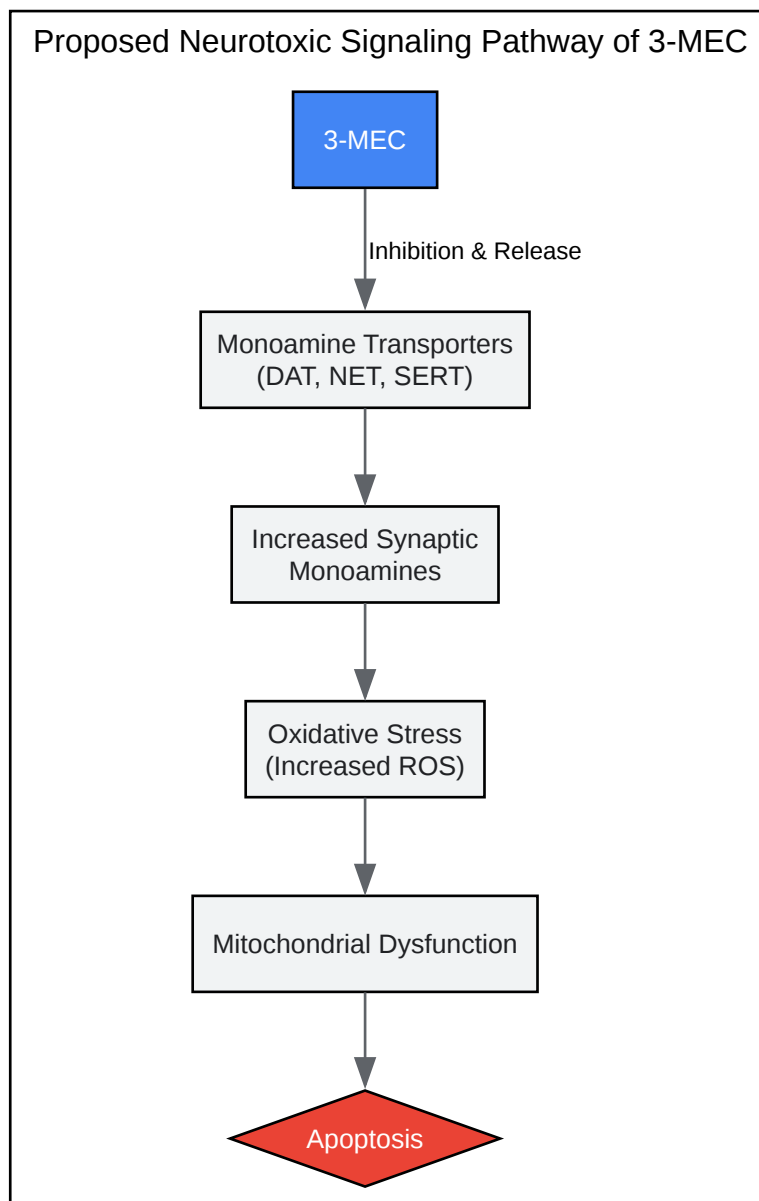 Proposed Neurotoxic Signaling Pathway of 3-MEC
3-MEC
Inhibition & Release
Monoamine Transporters
(DAT, NET, SERT)
Increased Synaptic
Monoamines
Oxidative Stress
(Increased ROS)
Mitochondrial Dysfunction
Apoptosis